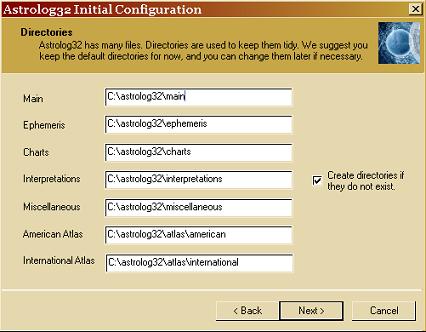 Astrolog32 Initial Configuration
Directories
Astrolog32 has many files. Directories are used to keep them tidy. We suggest you
keep the default directories for now, and you can change them later if necessary.
Main C:\astrolog32\main
Ephemeris C:\astrolog32\ephemeris
Charts C:\astrolog32\charts
Interpretations C:\astrolog32\interpretations
Create directories if
they do not exist.
Miscellaneous C:\astrolog32\miscellaneous
American Atlas C:\astrolog32\atlas\american
International Atlas C:\astrolog32\atlas\international
< Back Next > Cancel